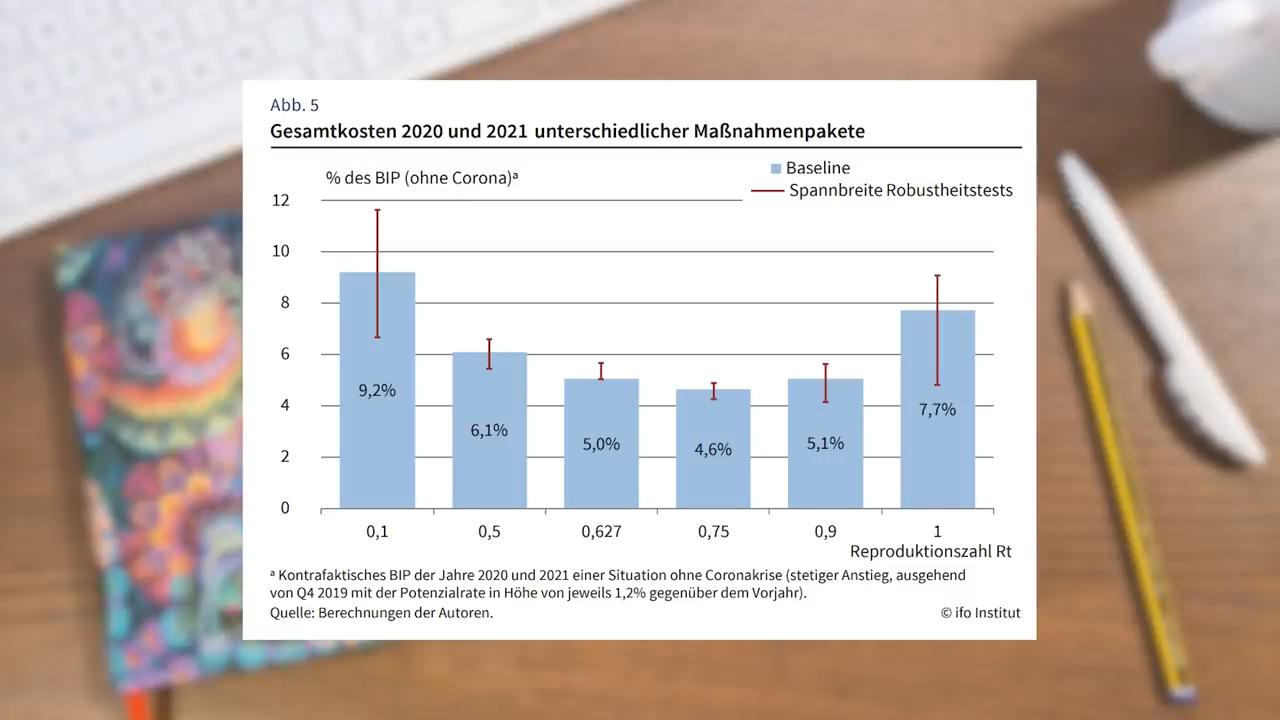 Abb. 5
Gesamtkosten 2020 und 2021 unterschiedlicher Maßnahmenpakete
% des BIP (ohne Corona)ᵃ
Baseline
Spannbreite Robustheitstests
12
10
8
6
4
2
0
9,2%
6,1%
5,0%
4,6%
5,1%
7,7%
0,1
0,5
0,627
0,75
0,9
1
Reproduktionszahl Rt
ᵃ Kontrafaktisches BIP der Jahre 2020 und 2021 einer Situation ohne Coronakrise (stetiger Anstieg, ausgehend
von Q4 2019 mit der Potenzialrate in Höhe von jeweils 1,2% gegenüber dem Vorjahr).
Quelle: Berechnungen der Autoren.
© ifo Institut